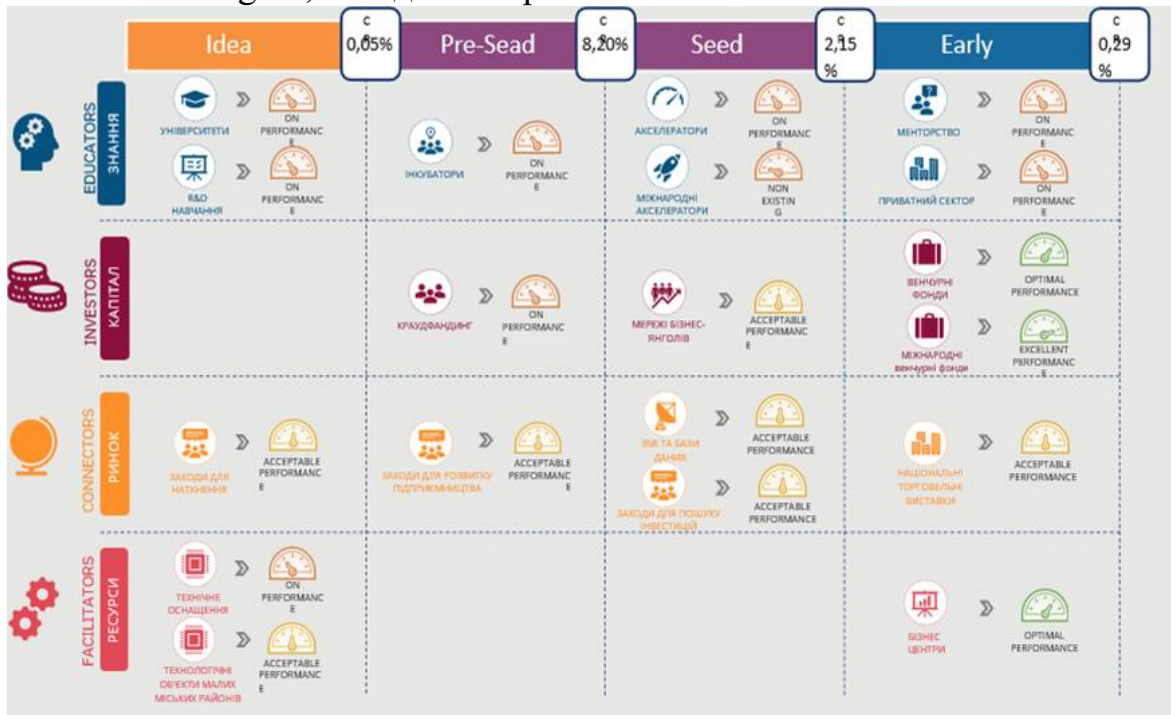 Idea
CR
0,05%
Pre-Sead
CR
8,20%
Seed
CR
2,15
%
Early
CR
0,29
%
EDUCATORS
ЗНАННЯ
УНІВЕРСИТЕТИ
ON
PERFORMANC
E
R&D
НАВЧАННЯ
ON
PERFORMANC
E
ІНКУБАТОРИ
ON
PERFORMANC
E
АКСЕЛЕРАТОРИ
ON
PERFORMANC
E
МІЖНАРОДНІ
АКСЕЛЕРАТОРИ
NON
EXISTIN
G
МЕНТОРСТВО
ON
PERFORMANC
E
ПРИВАТНИЙ СЕКТОР
ON
PERFORMANC
E
INVESTORS
КАПІТАЛ
КРАУДФАНДИНГ
ON
PERFORMANC
E
МЕРЕЖІ БІЗНЕС-
ЯНГОЛІВ
ACCEPTABLE
PERFORMANC
E
ВЕНЧУРНІ
ФОНДИ
OPTIMAL
PERFORMANCE
МІЖНАРОДНІ
венчурні фонди
EXCELLENT
PERFORMANC
E
CONNECTORS
РИНОК
ЗАХОДИ ДЛЯ
НАТХНЕННЯ
ACCEPTABLE
PERFORMANC
E
ЗАХОДИ ДЛЯ РОЗВИТКУ
ПІДПРИЄМНИЦТВА
ACCEPTABLE
PERFORMANC
E
ЗМІ ТА БАЗИ
ДАНИХ
ACCEPTABLE
PERFORMANCE
ЗАХОДИ ДЛЯ ПОШУКУ
ІНВЕСТИЦІЙ
ACCEPTABLE
PERFORMANCE
НАЦІОНАЛЬНІ
ТОРГОВЕЛЬНІ
ВИСТАВКИ
ACCEPTABLE
PERFORMANCE
FACILITATORS
РЕСУРСИ
ТЕХНІЧНЕ
ОСНАЩЕННЯ
ON
PERFORMANC
E
ТЕХНОЛОГІЧНІ
ОБ'ЄКТИ МАЛИХ
МІСЬКИХ РАЙОНІВ
ACCEPTABLE
PERFORMANC
E
БІЗНЕС
ЦЕНТРИ
OPTIMAL
PERFORMANCE